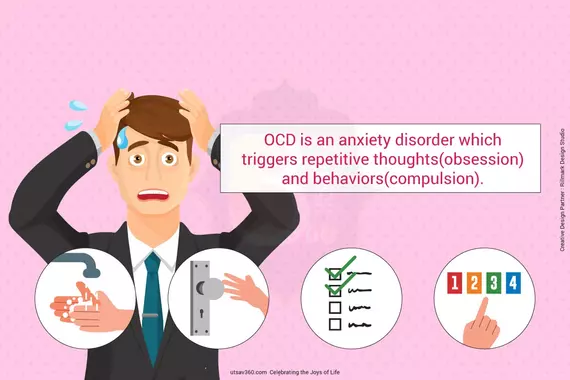 OCD is an anxiety disorder which
triggers repetitive thoughts(obsession)
and behaviors(compulsion).
1 2 3 4
utsav360.com Celebrating the Joys of Life
Creative Design Partner : Rillmark Design Studio